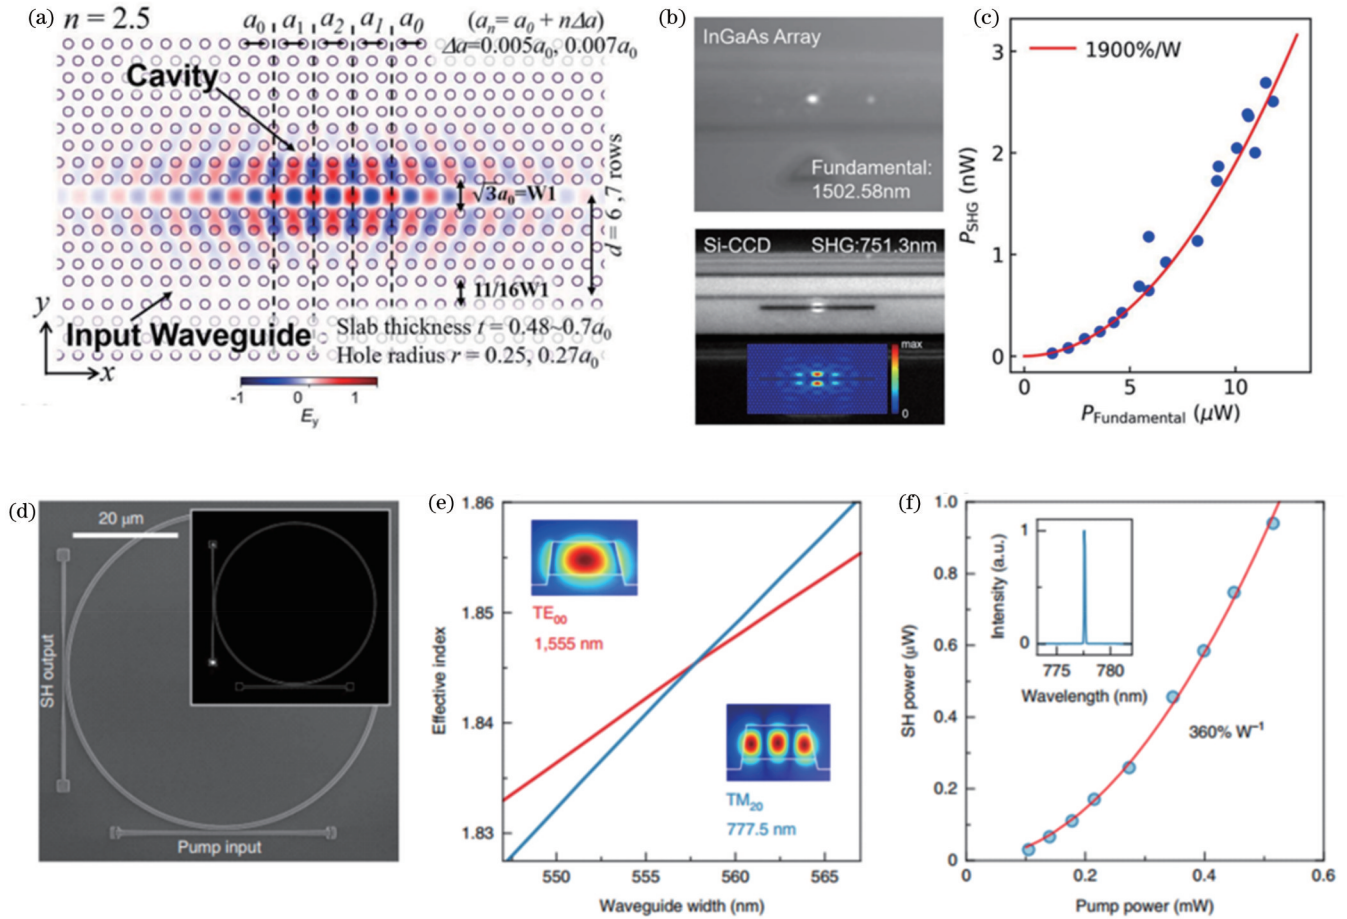 (a)
n = 2.5
a0 a1 a2 a1 a0
(an= a0 + nΔa)
Δa=0.005a0, 0.007a0
Cavity
√3a0=W1
d = 6 ,7 rows
11/16W1
y
x
Input Waveguide
Slab thickness t = 0.48~0.7a0
Hole radius r = 0.25, 0.27a0
-1 0 1
Ey
(b)
InGaAs Array
Fundamental:
1502.58nm
Si-CCD SHG:751.3nm
max
0
(c)
1900%/W
PSHG (nW)
3
2
1
0
0 5 10
PFundamental (μW)
(d)
20 μm
SH output
Pump input
(e)
Effective index
1.86
1.85
1.84
1.83
TE00
1,555 nm
TM20
777.5 nm
550 555 560 565
Waveguide width (nm)
(f)
SH power (μW)
1.0
0.8
0.6
0.4
0.2
0
Intensity (a.u.)
1
0
775 780
Wavelength (nm)
360% W⁻¹
0 0.2 0.4 0.6
Pump power (mW)